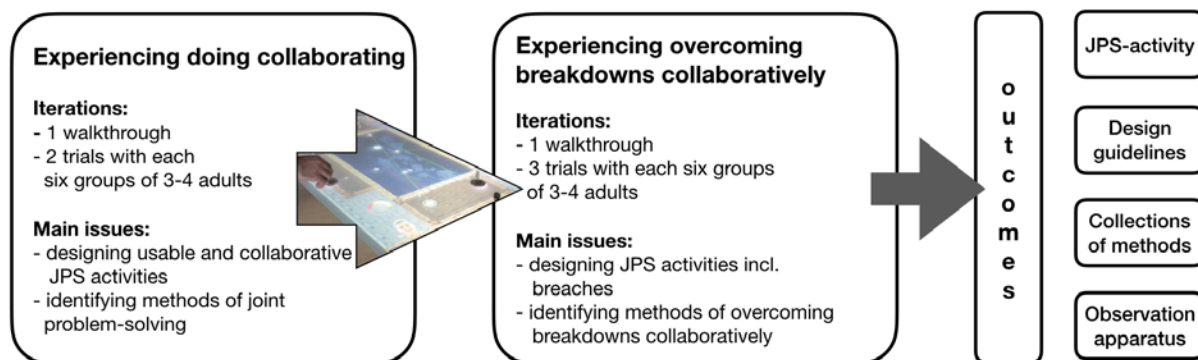 Experiencing doing collaborating
Iterations:
- 1 walkthrough
- 2 trials with each
six groups of 3-4 adults
Main issues:
- designing usable and collaborative
JPS activities
- identifying methods of joint
problem-solving
Experiencing overcoming
breakdowns collaboratively
Iterations:
- 1 walkthrough
- 3 trials with each six groups
of 3-4 adults
Main issues:
- designing JPS activities incl.
breaches
- identifying methods of overcoming
breakdowns collaboratively
outcomes
JPS-activity
Design
guidelines
Collections
of methods
Observation
apparatus